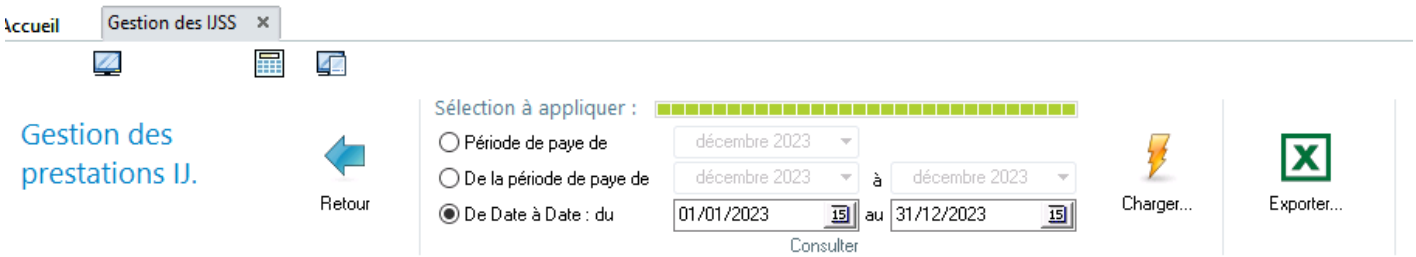 Accueil
Gestion des IJSS ×
Gestion des
prestations IJ.
Retour
Sélection à appliquer :
Période de paye de décembre 2023
De la période de paye de décembre 2023 à décembre 2023
De Date à Date : du 01/01/2023 15 au 31/12/2023 15
Consulter
Charger...
X
Exporter...